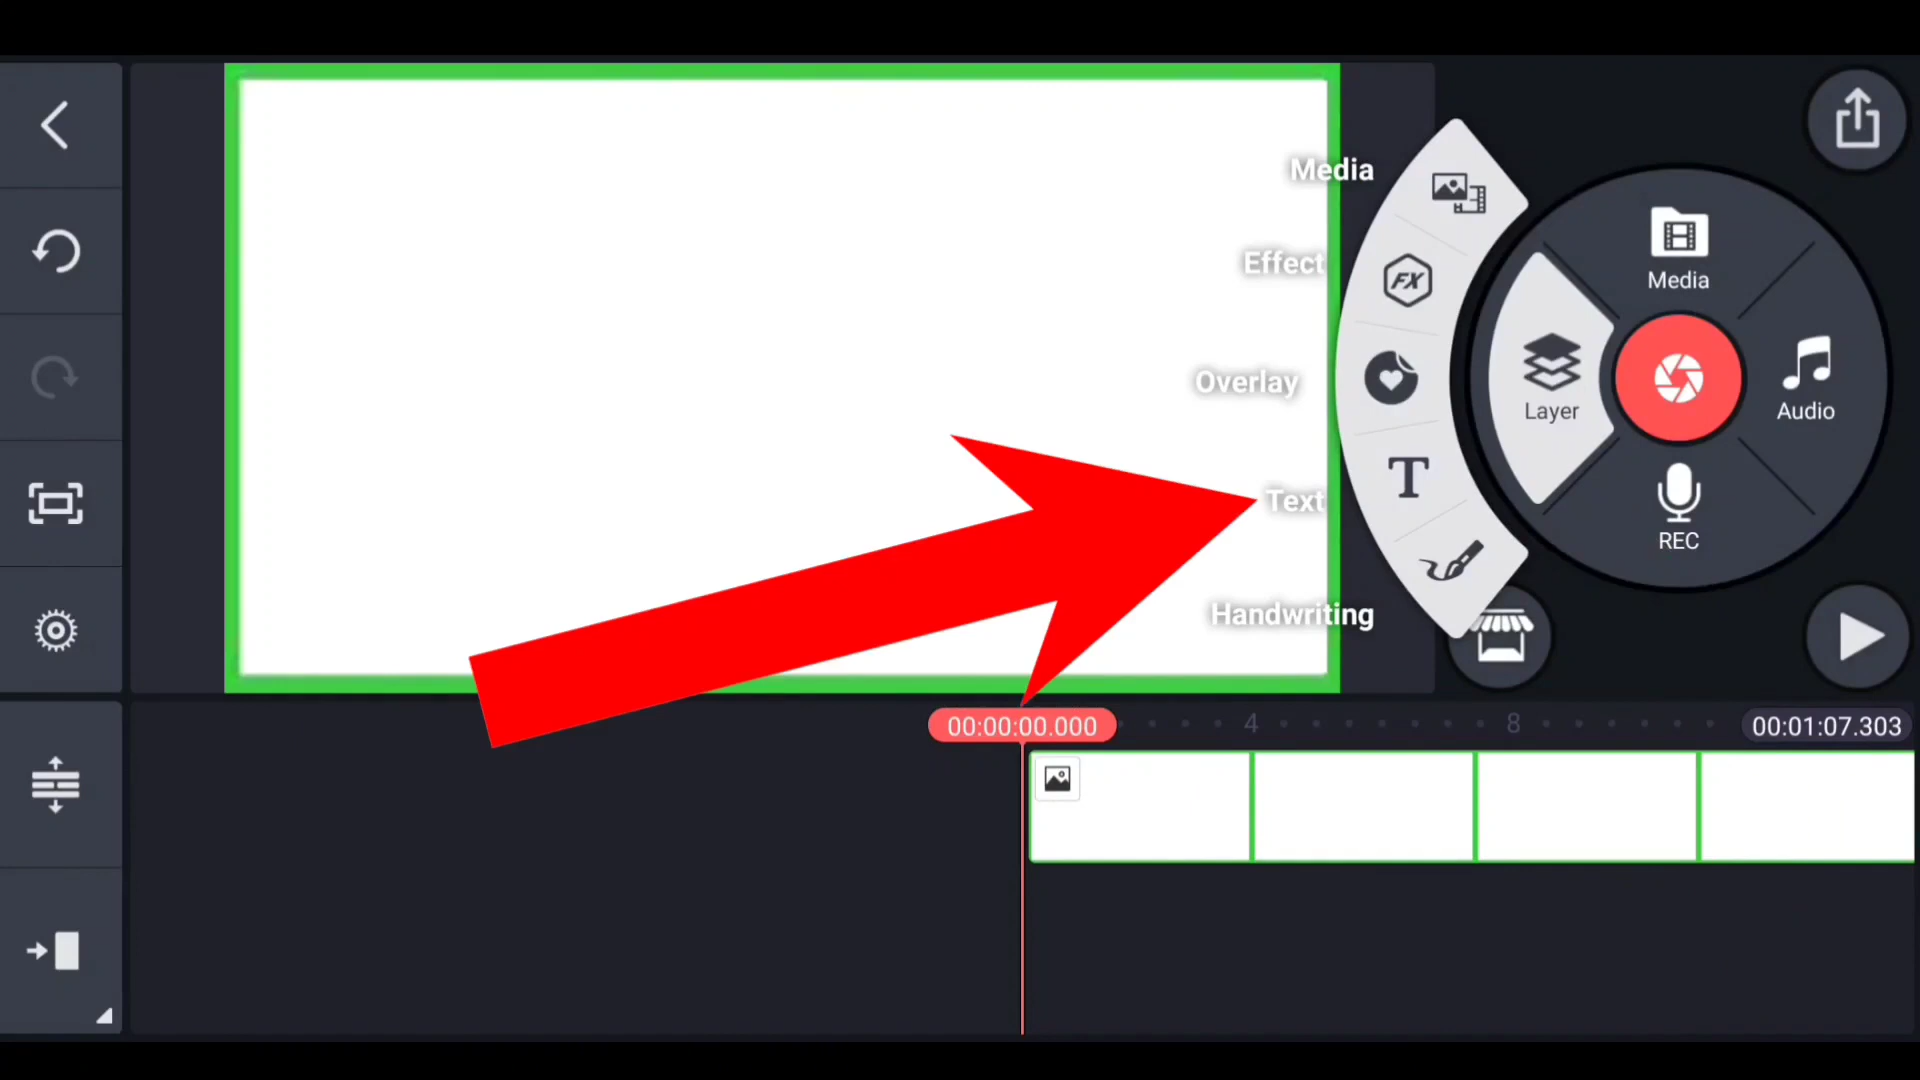 Media
Effect
Overlay
Text
Handwriting
FX
T
Media
Layer
Audio
REC
00:00:00.000
4
8
00:01:07.303